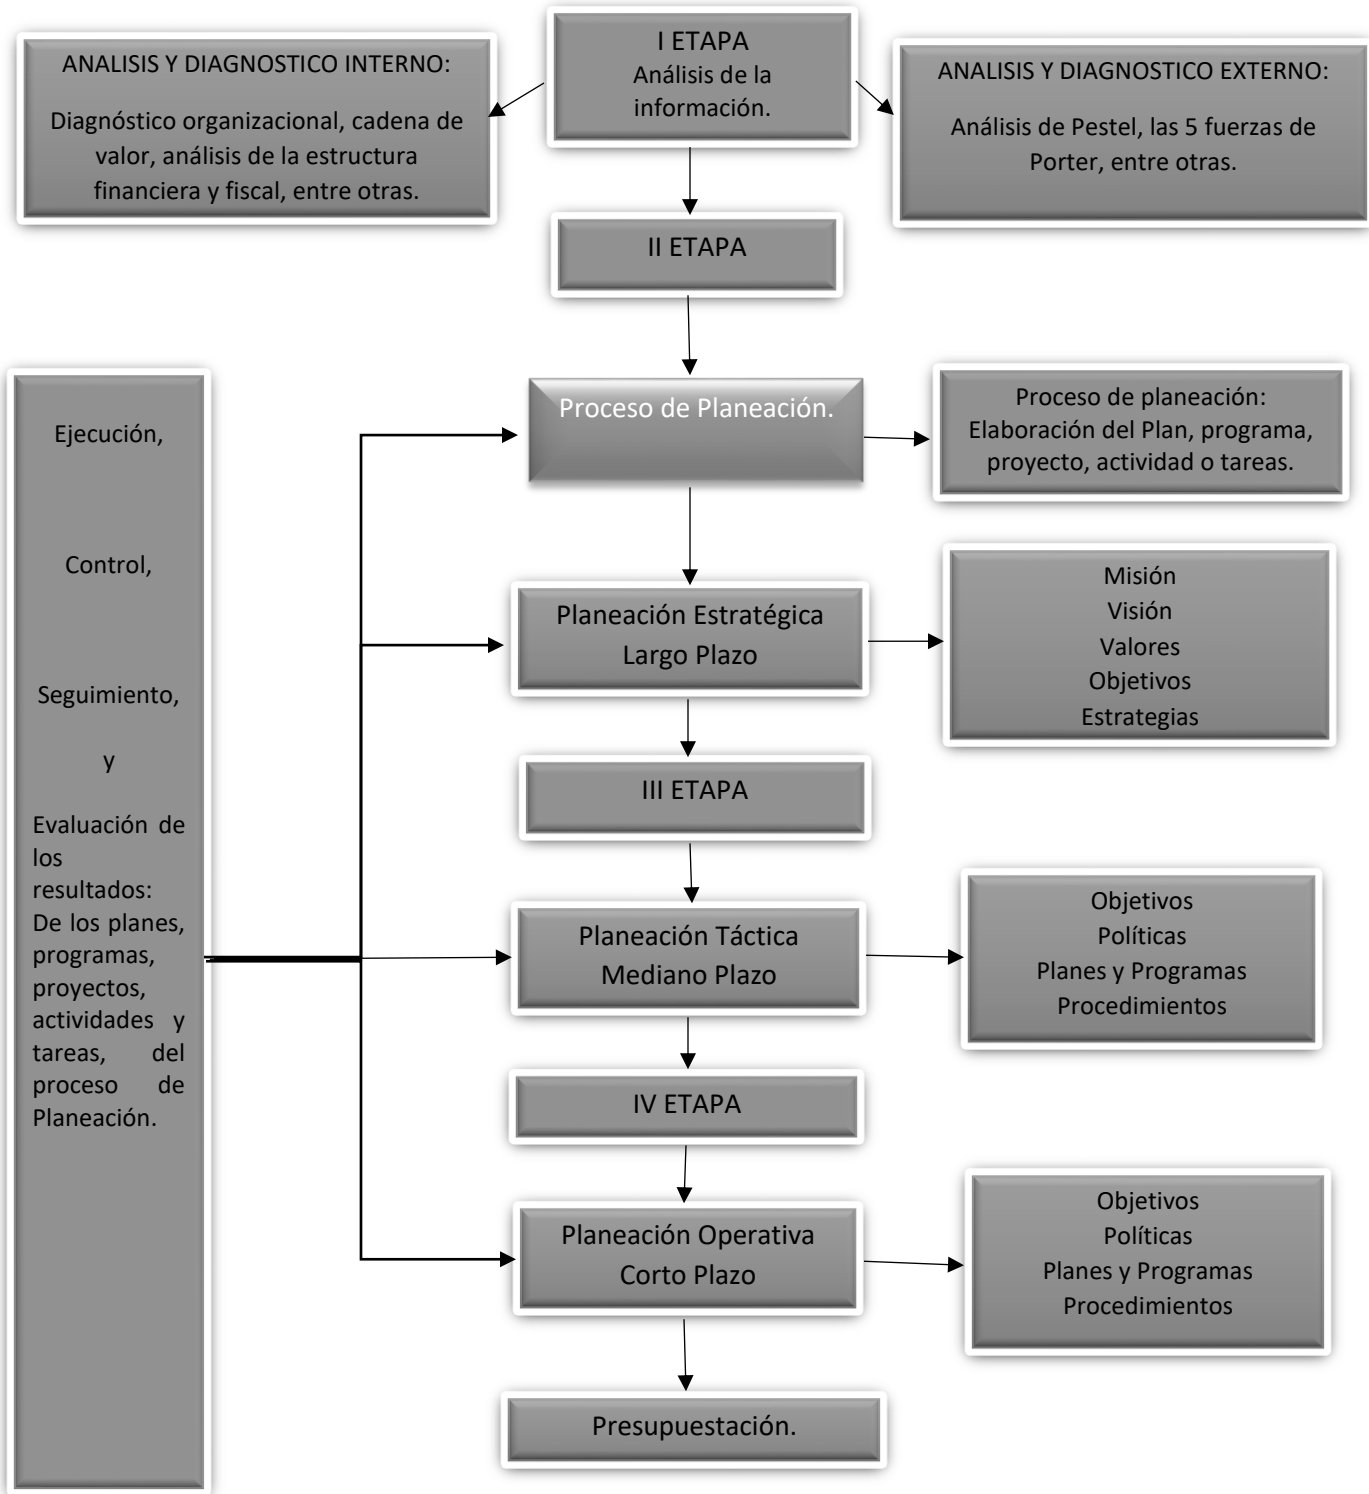 I ETAPA
Análisis de la
información.
ANALISIS Y DIAGNOSTICO INTERNO:
Diagnóstico organizacional, cadena de
valor, análisis de la estructura
financiera y fiscal, entre otras.
ANALISIS Y DIAGNOSTICO EXTERNO:
Análisis de Pestel, las 5 fuerzas de
Porter, entre otras.
II ETAPA
Proceso de Planeación.
Proceso de planeación:
Elaboración del Plan, programa,
proyecto, actividad o tareas.
Ejecución,
Control,
Seguimiento,
y
Evaluación de
los
resultados:
De los planes,
programas,
proyectos,
actividades y
tareas, del
proceso de
Planeación.
Planeación Estratégica
Largo Plazo
Misión
Visión
Valores
Objetivos
Estrategias
III ETAPA
Planeación Táctica
Mediano Plazo
Objetivos
Políticas
Planes y Programas
Procedimientos
IV ETAPA
Planeación Operativa
Corto Plazo
Objetivos
Políticas
Planes y Programas
Procedimientos
Presupuestación.